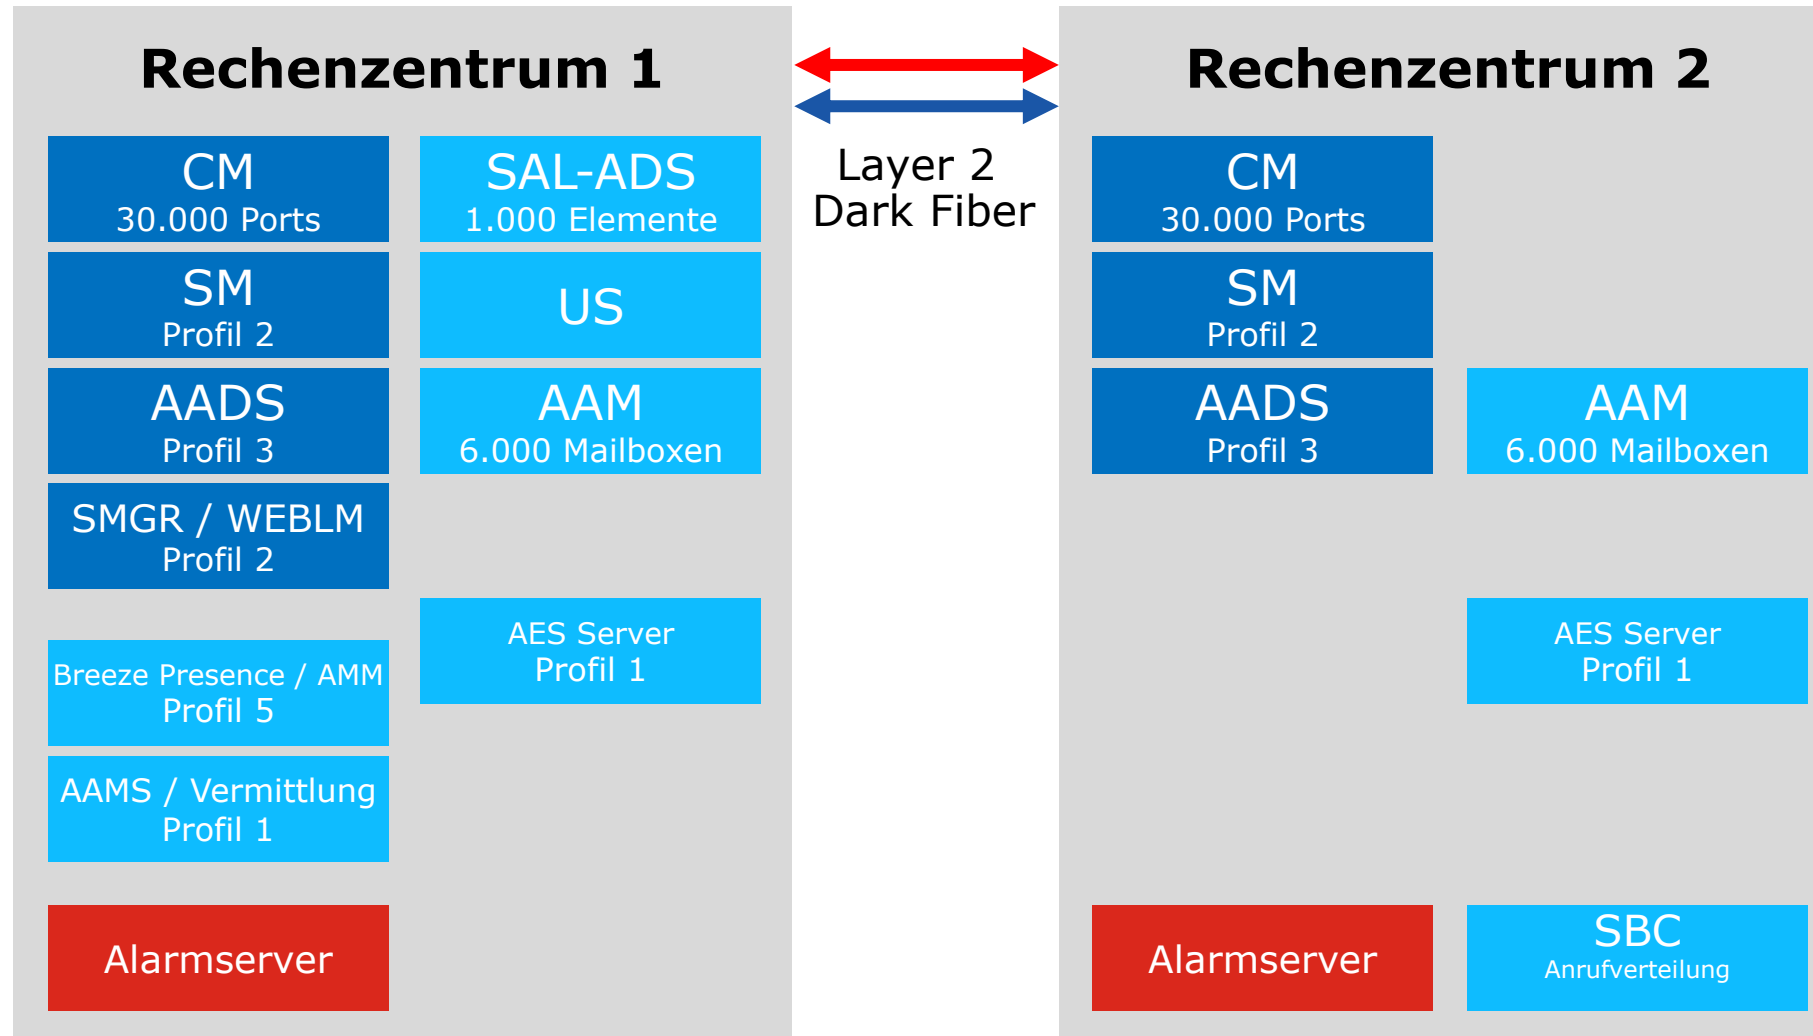 Rechenzentrum 1
CM
30.000 Ports
SAL-ADS
1.000 Elemente
SM
Profil 2
US
AADS
Profil 3
AAM
6.000 Mailboxen
SMGR / WEBLM
Profil 2
AES Server
Profil 1
Breeze Presence / AMM
Profil 5
AAMS / Vermittlung
Profil 1
Alarmserver
Layer 2
Dark Fiber
Rechenzentrum 2
CM
30.000 Ports
SM
Profil 2
AADS
Profil 3
AAM
6.000 Mailboxen
AES Server
Profil 1
Alarmserver
SBC
Anrufverteilung